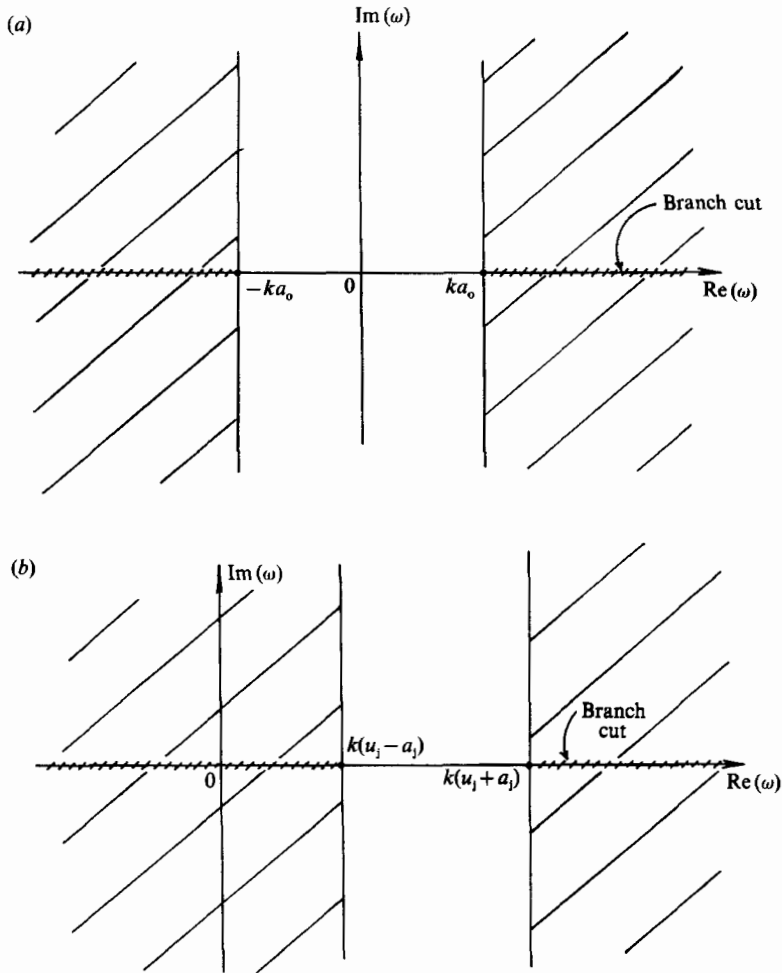 (a)
Im (ω)
Branch cut
−ka₀
0
ka₀
Re (ω)
(b)
Im (ω)
Branch
cut
k(uⱼ−aⱼ)
0
k(uⱼ+aⱼ)
Re (ω)